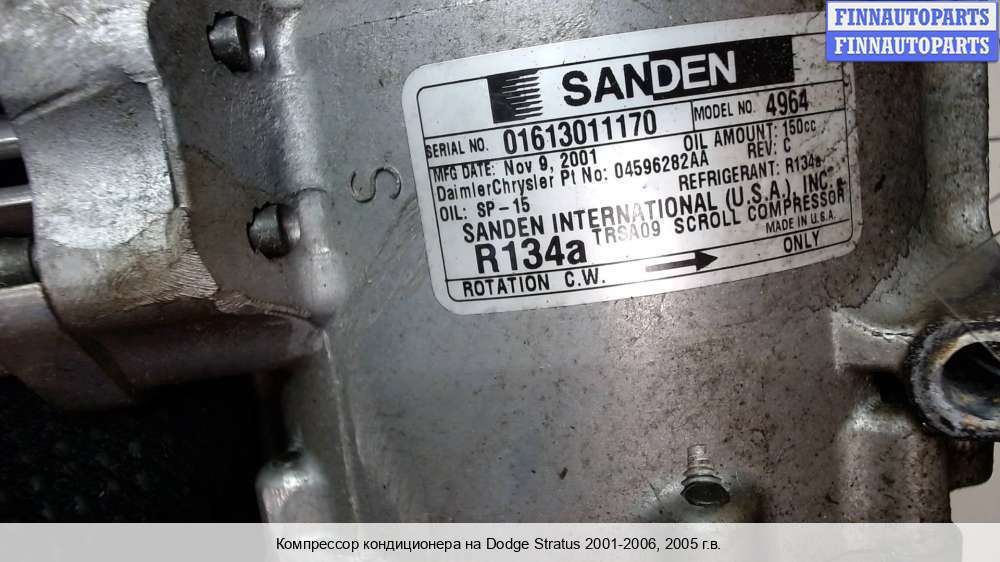 FINNAUTOPARTS
FINNAUTOPARTS
SANDEN
SERIAL NO. 01613011170 MODEL NO. 4964
MFG DATE: Nov 9, 2001 OIL AMOUNT: 150cc
DaimlerChrysler Pt No: 04596282AA REV: C
OIL: SP-15 REFRIGERANT: R134a
SANDEN INTERNATIONAL (U.S.A.), INC.
R134a TRSA09 SCROLL COMPRESSOR
MADE IN U.S.A.
ROTATION C.W. ONLY
S
Компрессор кондиционера на Dodge Stratus 2001-2006, 2005 г.в.